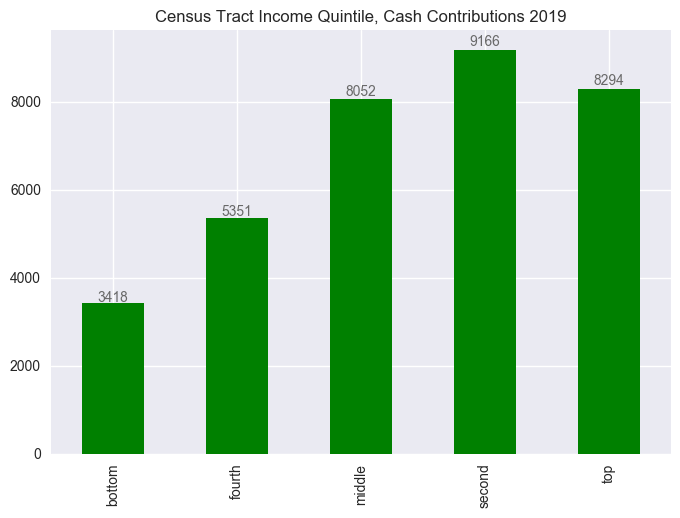 Census Tract Income Quintile, Cash Contributions 2019
9166
8294
8052
8000
6000
5351
4000
3418
2000
0
bottom
fourth
middle
second
top